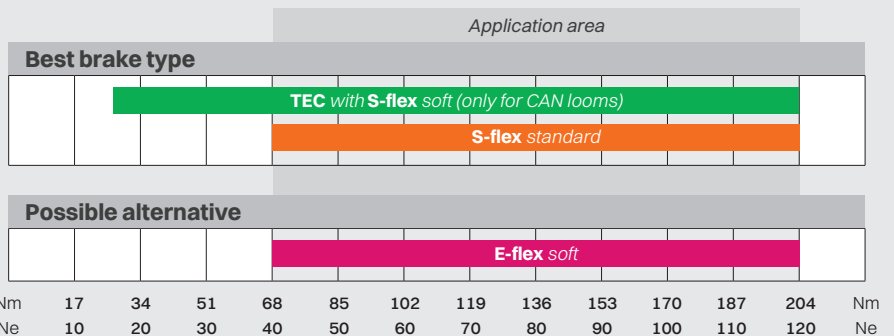 Application area
Best brake type
TEC with S-flex soft (only for CAN looms)
S-flex standard
Possible alternative
E-flex soft
Nm 17 34 51 68 85 102 119 136 153 170 187 204 Nm
Ne 10 20 30 40 50 60 70 80 90 100 110 120 Ne